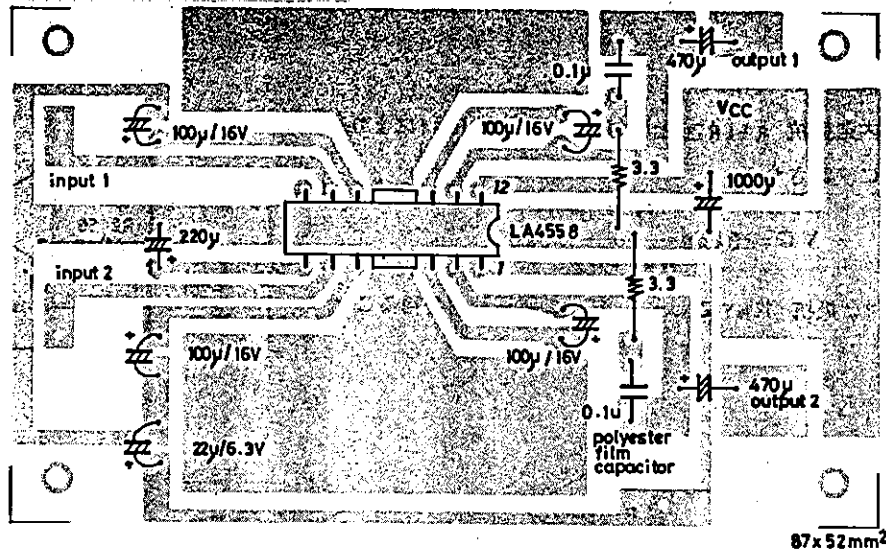 470μ output 1
0.1μ
VCC
100μ/16V
100μ/16V
3.3
input 1
12
1000μ
220μ
LA4558
input 2
1
3.3
100μ/16V
100μ/16V
470μ
output 2
0.1u
22μ/6.3V
polyester
film
capacitor
87x52mm²